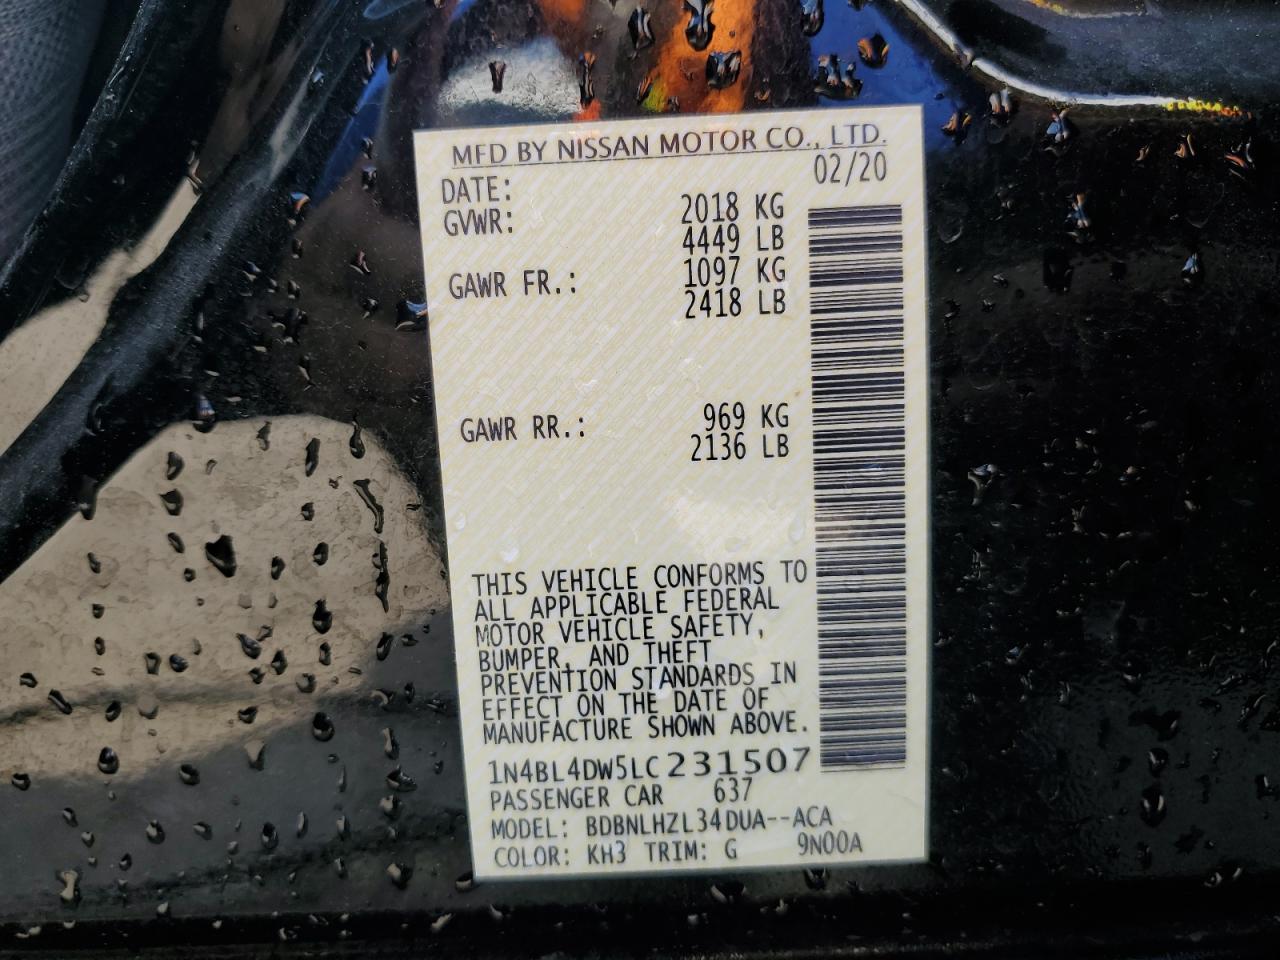 MFD BY NISSAN MOTOR CO., LTD.
DATE: 02/20
GVWR: 2018 KG
4449 LB
GAWR FR.: 1097 KG
2418 LB
GAWR RR.: 969 KG
2136 LB
THIS VEHICLE CONFORMS TO
ALL APPLICABLE FEDERAL
MOTOR VEHICLE SAFETY,
BUMPER, AND THEFT
PREVENTION STANDARDS IN
EFFECT ON THE DATE OF
MANUFACTURE SHOWN ABOVE.
1N4BL4DW5LC231507
PASSENGER CAR 637
MODEL: BDBNLHZL34DUA--ACA
COLOR: KH3 TRIM: G 9N00A